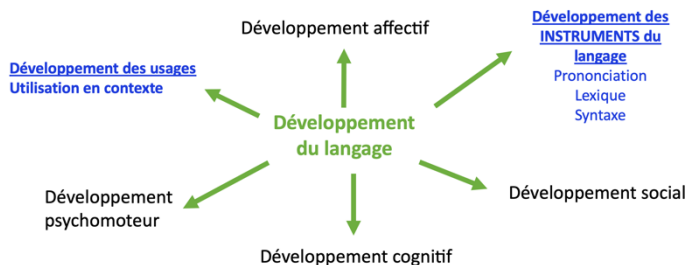 Développement affectif
Développement des
INSTRUMENTS du
langage
Prononciation
Lexique
Syntaxe
Développement des usages
Utilisation en contexte
Développement
du langage
Développement
psychomoteur
Développement social
Développement cognitif